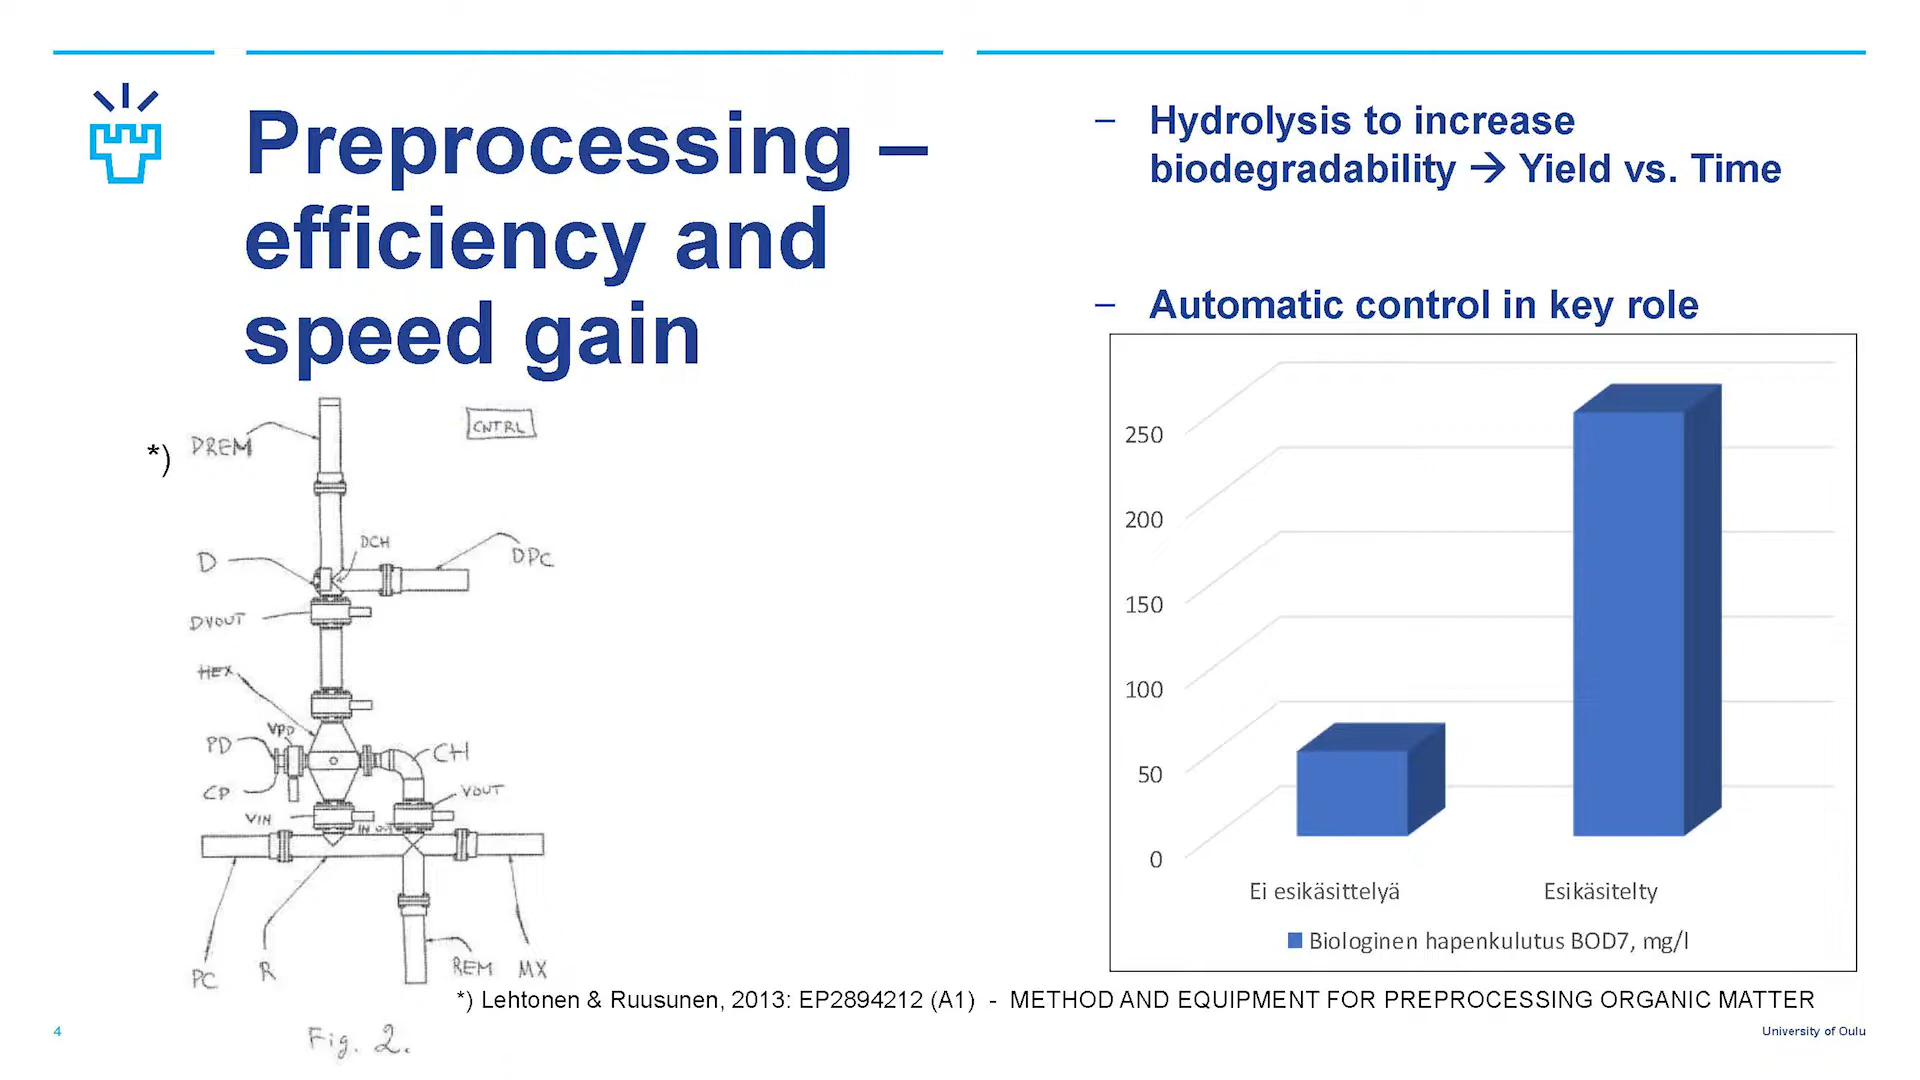 Preprocessing –
efficiency and
speed gain
– Hydrolysis to increase
biodegradability → Yield vs. Time
– Automatic control in key role
*)
DREM
CNTRL
DCH
D
DPC
DVOUT
HEX
VPD
PD
CH
CP
VOUT
VIN
IN
PC
R
REM
MX
Fig. 2.
250
200
150
100
50
0
Ei esikäsittelyä
Esikäsitelty
Biologinen hapenkulutus BOD7, mg/l
*) Lehtonen & Ruusunen, 2013: EP2894212 (A1) - METHOD AND EQUIPMENT FOR PREPROCESSING ORGANIC MATTER
4
University of Oulu